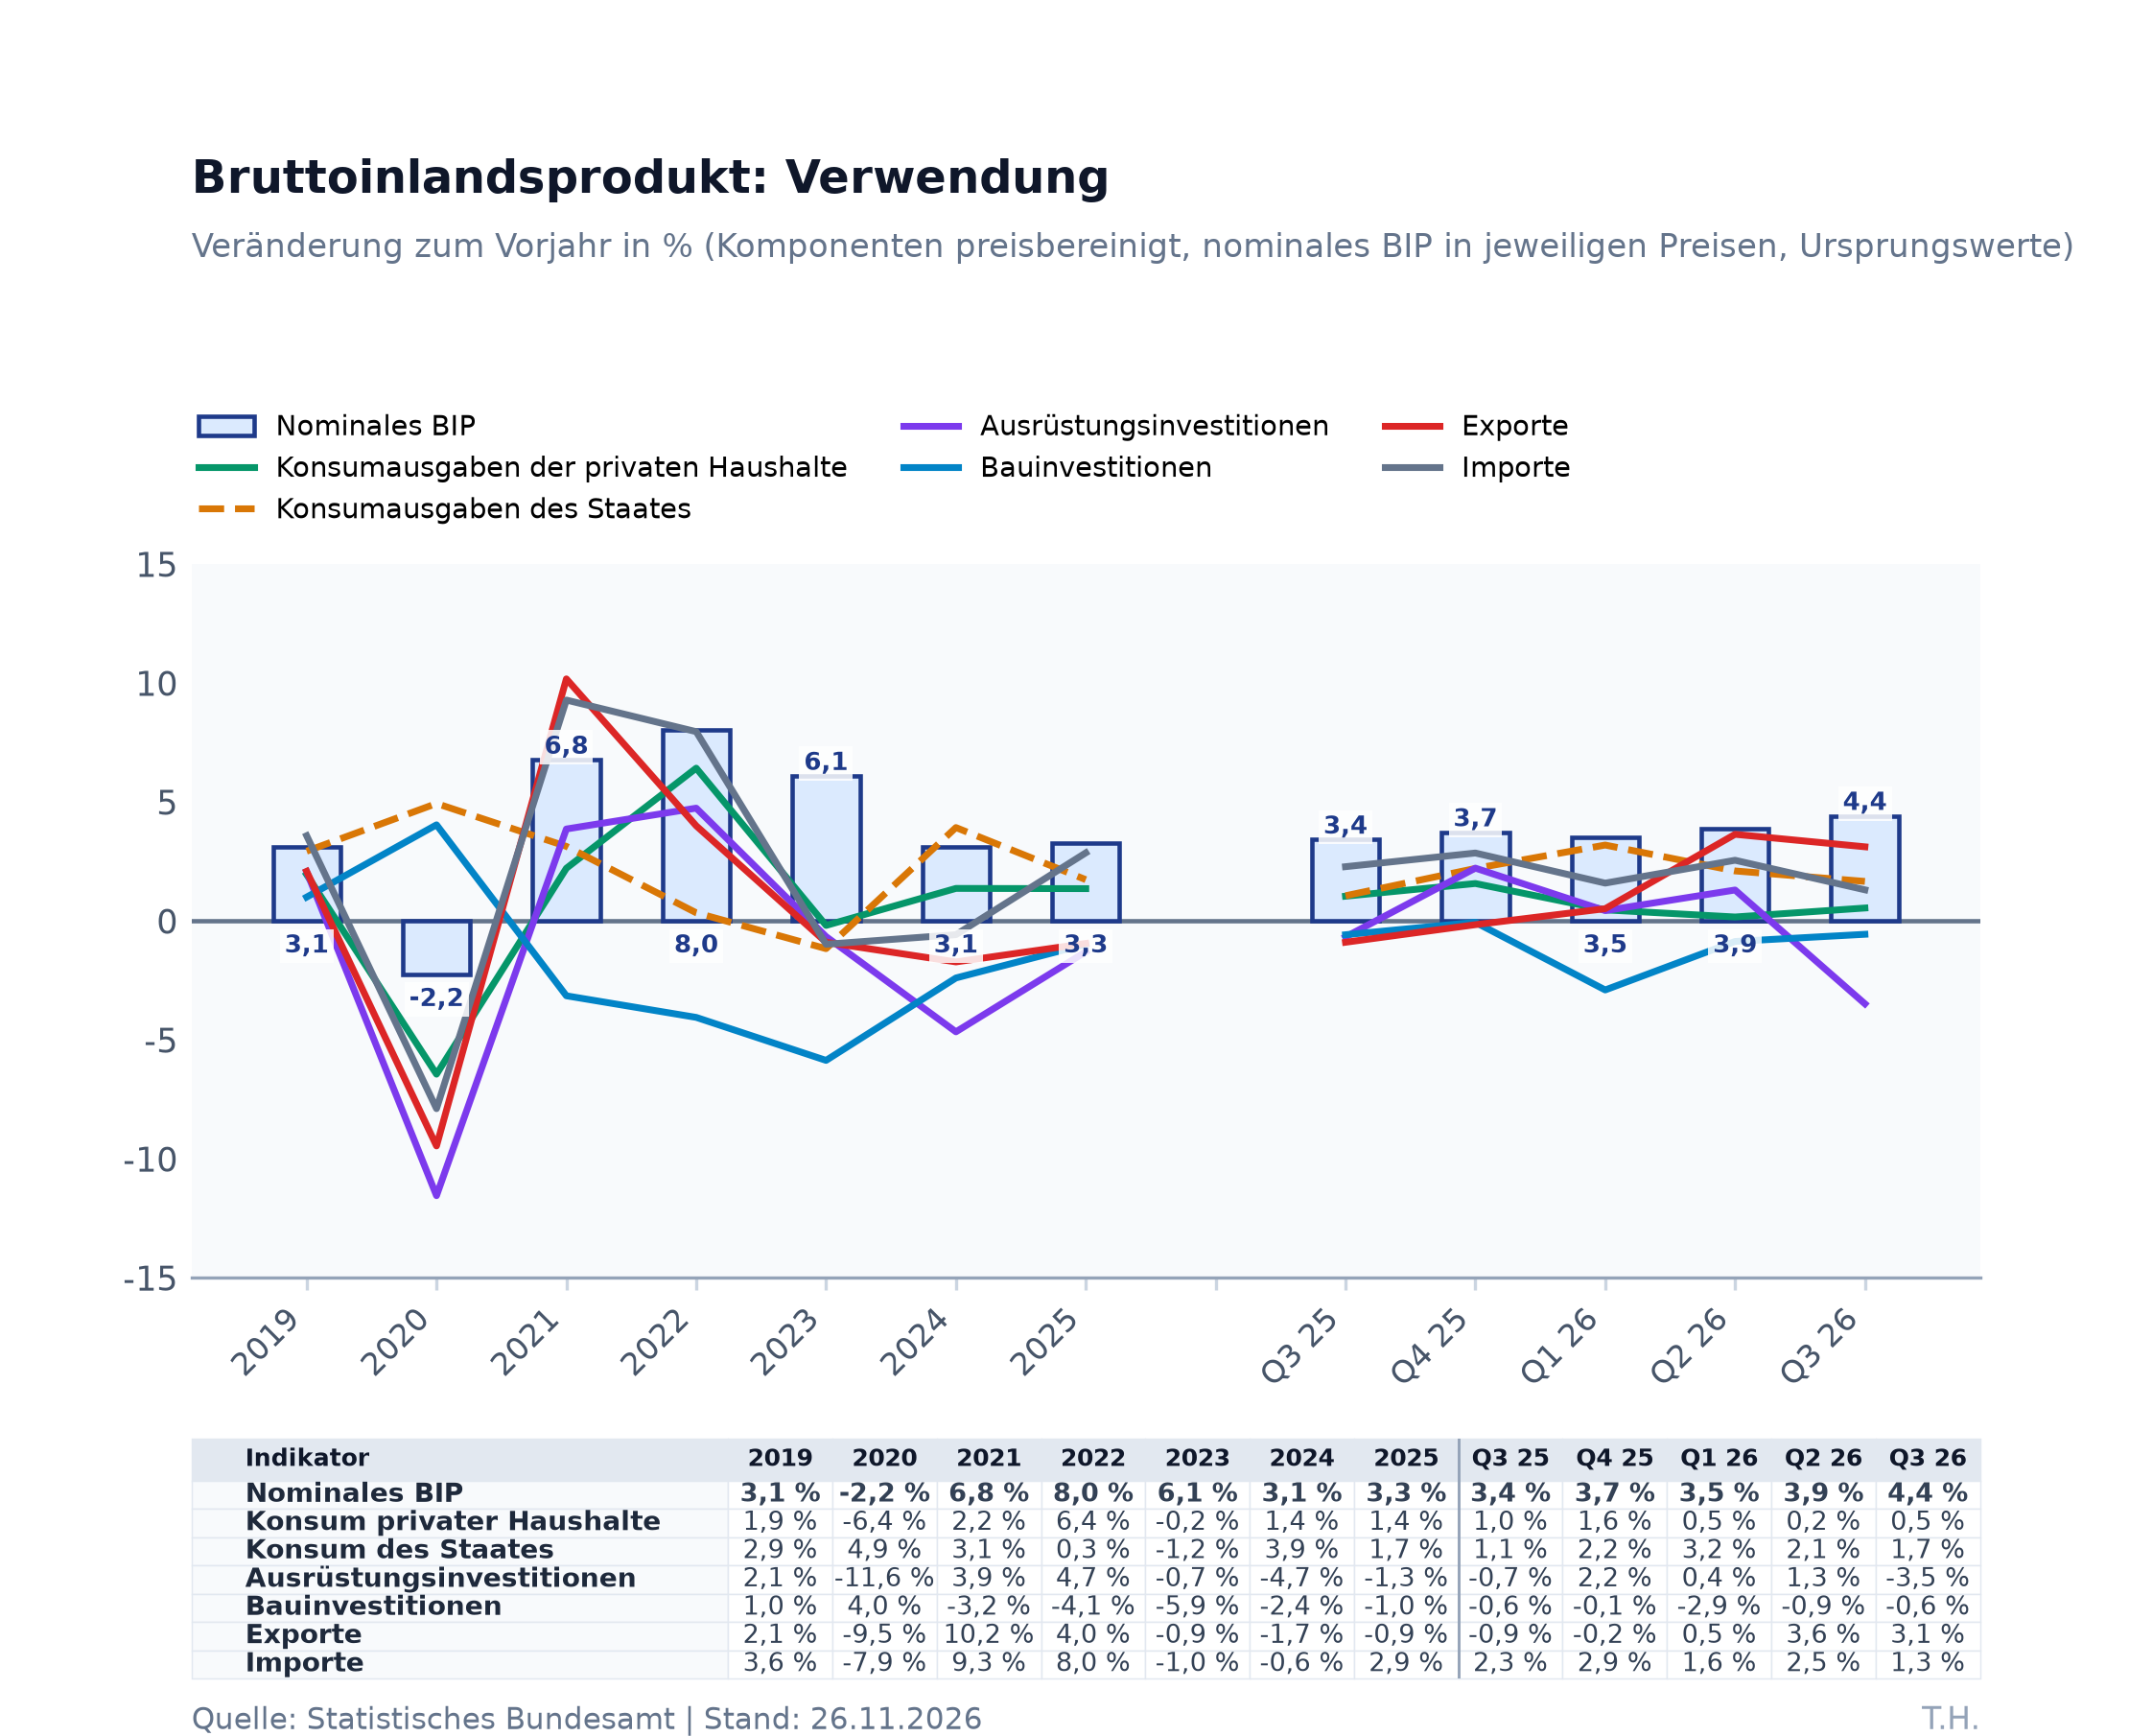 Bruttoinlandsprodukt: Verwendung
Veränderung zum Vorjahr in % (Komponenten preisbereinigt, nominales BIP in jeweiligen Preisen, Ursprungswerte)
Nominales BIP Ausrüstungsinvestitionen Exporte
Konsumausgaben der privaten Haushalte Bauinvestitionen Importe
Konsumausgaben des Staates
15
10
5
0
-5
-10
-15
3,1 -2,2 6,8 8,0 6,1 3,1 3,3 3,4 3,7 3,5 3,9 4,4
2019 2020 2021 2022 2023 2024 2025 Q3 25 Q4 25 Q1 26 Q2 26 Q3 26
Indikator 2019 2020 2021 2022 2023 2024 2025 Q3 25 Q4 25 Q1 26 Q2 26 Q3 26
Nominales BIP 3,1 % -2,2 % 6,8 % 8,0 % 6,1 % 3,1 % 3,3 % 3,4 % 3,7 % 3,5 % 3,9 % 4,4 %
Konsum privater Haushalte 1,9 % -6,4 % 2,2 % 6,4 % -0,2 % 1,4 % 1,4 % 1,0 % 1,6 % 0,5 % 0,2 % 0,5 %
Konsum des Staates 2,9 % 4,9 % 3,1 % 0,3 % -1,2 % 3,9 % 1,7 % 1,1 % 2,2 % 3,2 % 2,1 % 1,7 %
Ausrüstungsinvestitionen 2,1 % -11,6 % 3,9 % 4,7 % -0,7 % -4,7 % -1,3 % -0,7 % 2,2 % 0,4 % 1,3 % -3,5 %
Bauinvestitionen 1,0 % 4,0 % -3,2 % -4,1 % -5,9 % -2,4 % -1,0 % -0,6 % -0,1 % -2,9 % -0,9 % -0,6 %
Exporte 2,1 % -9,5 % 10,2 % 4,0 % -0,9 % -1,7 % -0,9 % -0,9 % -0,2 % 0,5 % 3,6 % 3,1 %
Importe 3,6 % -7,9 % 9,3 % 8,0 % -1,0 % -0,6 % 2,9 % 2,3 % 2,9 % 1,6 % 2,5 % 1,3 %
Quelle: Statistisches Bundesamt | Stand: 26.11.2026 T.H.